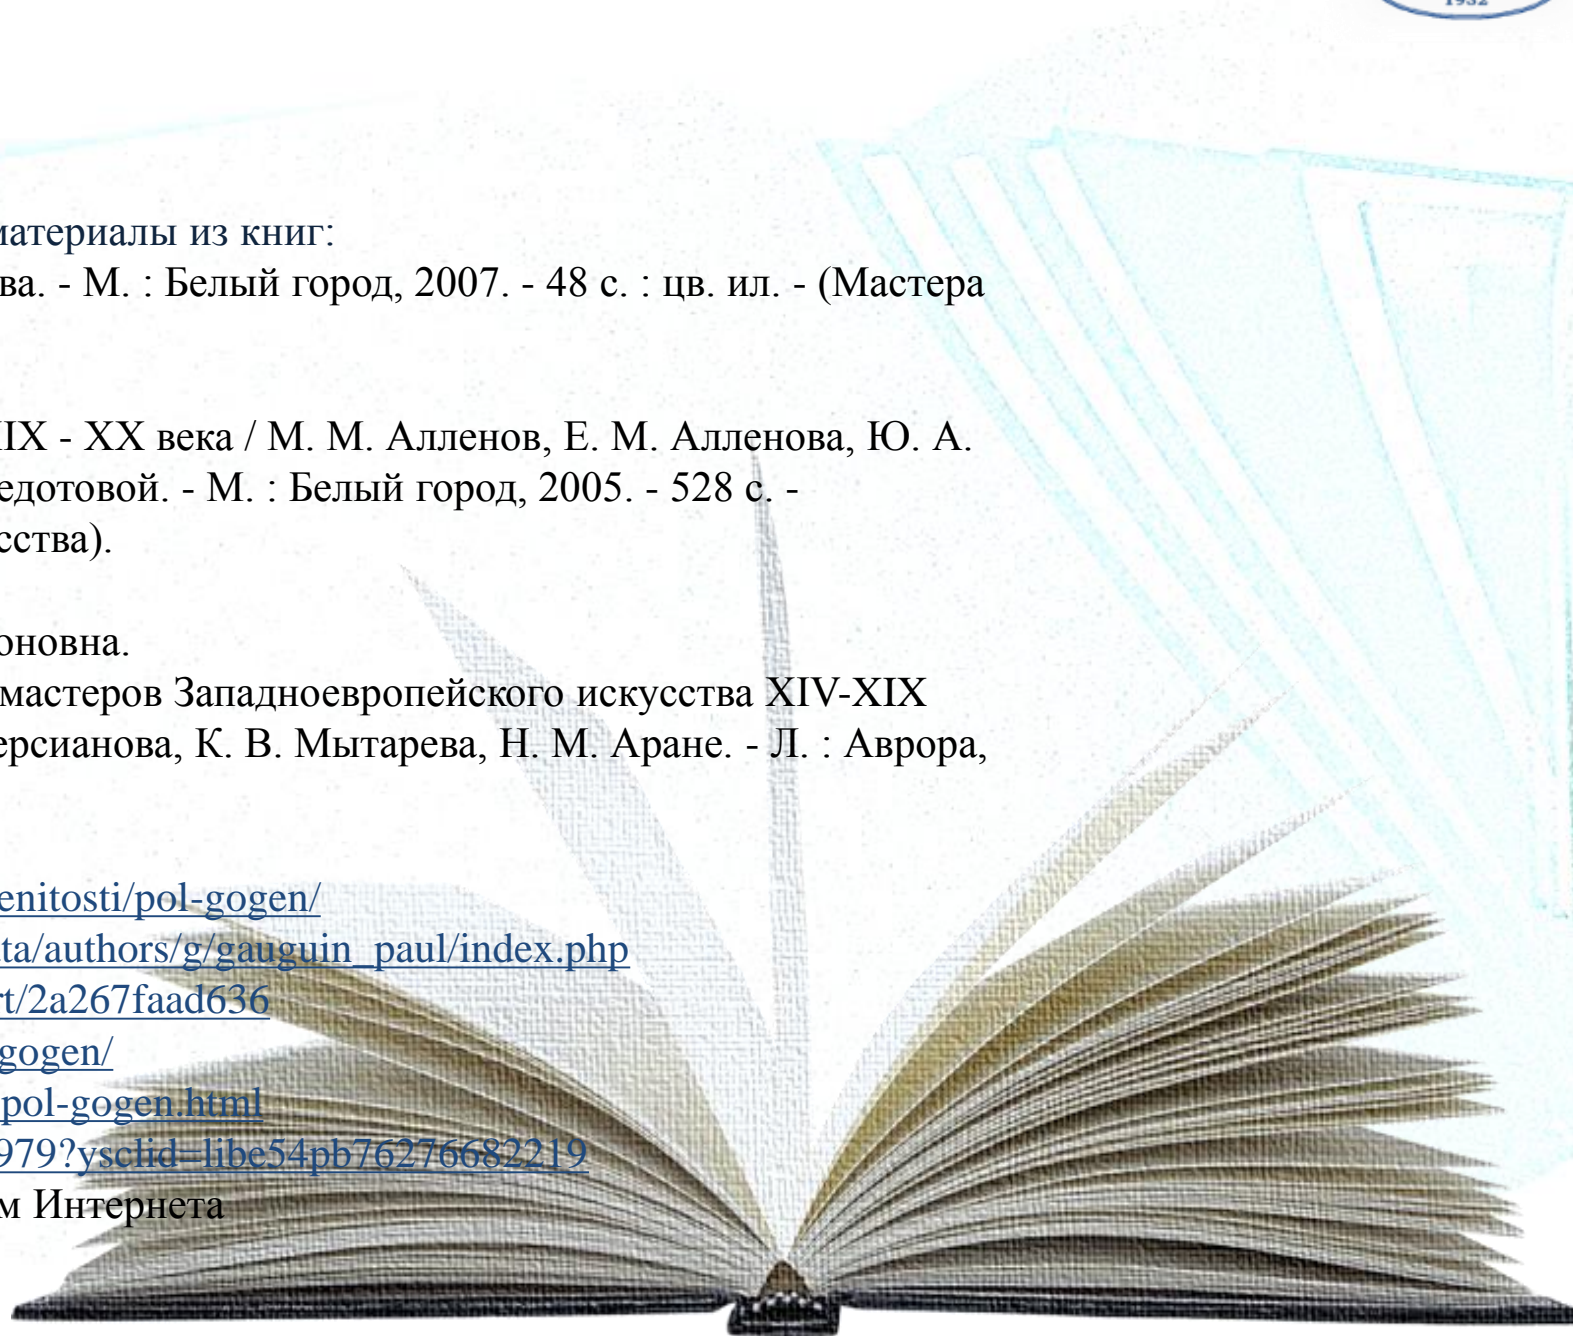 1932
материалы из книг:
ва. - М. : Белый город, 2007. - 48 с. : цв. ил. - (Мастера
IX - XX века / М. М. Алленов, Е. М. Алленова, Ю. А.
едотовой. - М. : Белый город, 2005. - 528 с. -
сства).
оновна.
мастеров Западноевропейского искусства XIV-XIX
ерсианова, К. В. Мытарева, Н. М. Аране. - Л. : Аврора,
enitosti/pol-gogen/
ta/authors/g/gauguin_paul/index.php
rt/2a267faad636
gogen/
pol-gogen.html
979?ysclid=libe54pb76276682219
м Интернета